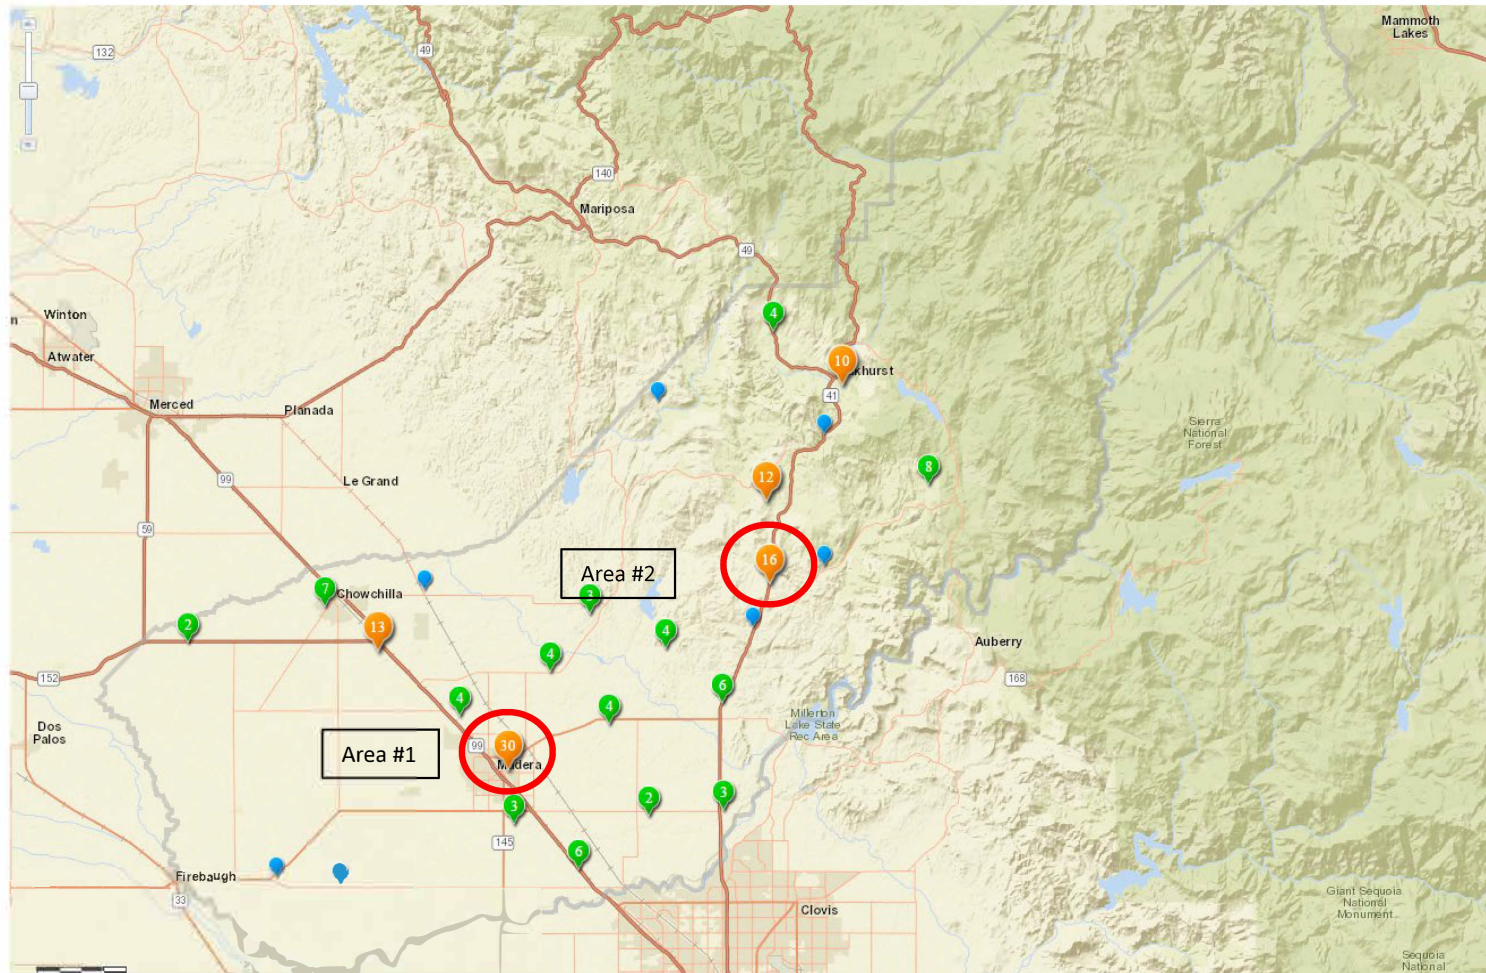 Mammoth
Lakes
132
49
140
Mariposa
49
Winton
n
4
Atwater
10
khurst
41
Merced
Planada
Sierra
National
Forest
99
Le Grand
12
8
59
16
Area #2
7
Chowchilla
3
2
13
4
Auberry
4
152
168
6
4
4
Millerton
Lake State
Rec Area
Dos
Palos
99
30
Area #1
Madera
3
2
3
145
6
Firebaugh
33
Clovis
Giant Sequoia
National
Monument
Sequoia
National